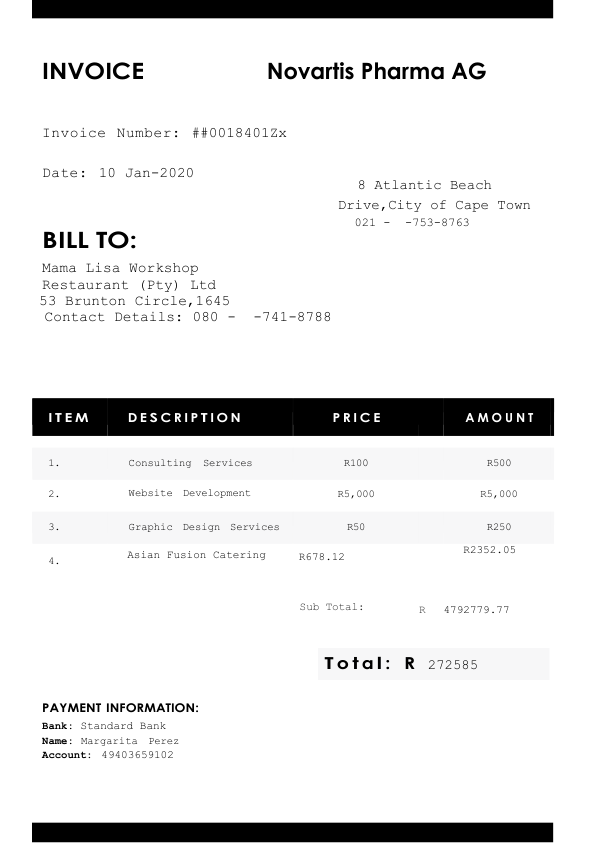 INVOICE Novartis Pharma AG
Invoice Number: ##0018401Zx
Date: 10 Jan-2020
8 Atlantic Beach
Drive,City of Cape Town
021 - -753-8763
BILL TO:
Mama Lisa Workshop
Restaurant (Pty) Ltd
53 Brunton Circle,1645
Contact Details: 080 - -741-8788
ITEM DESCRIPTION PRICE AMOUNT
1. Consulting Services R100 R500
2. Website Development R5,000 R5,000
3. Graphic Design Services R50 R250
4. Asian Fusion Catering R678.12 R2352.05
Sub Total: R 4792779.77
Total: R 272585
PAYMENT INFORMATION:
Bank: Standard Bank
Name: Margarita Perez
Account: 49403659102